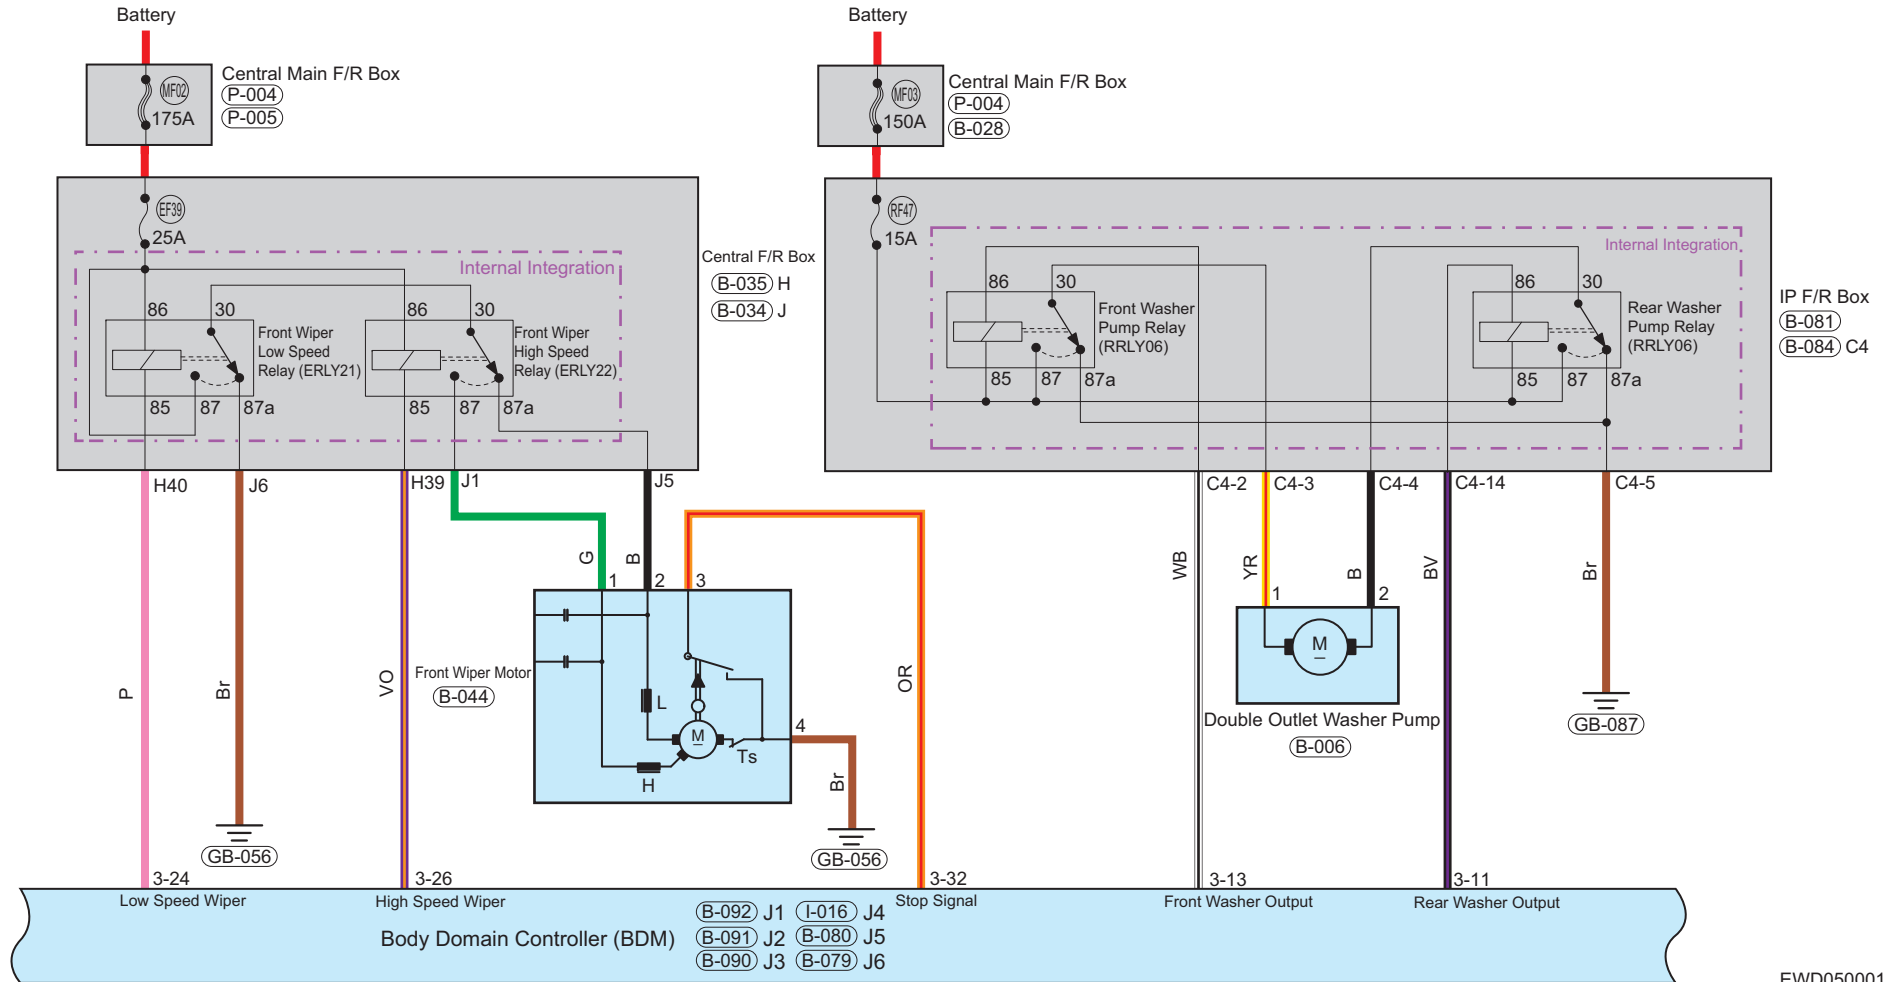 Battery
Battery
MF02
175A
Central Main F/R Box
P-004
P-005
MF03
150A
Central Main F/R Box
P-004
B-028
EF39
25A
Internal Integration
86
30
Front Wiper
Low Speed
Relay (ERLY21)
85
87
87a
86
30
Front Wiper
High Speed
Relay (ERLY22)
85
87
87a
Central F/R Box
B-035 H
B-034 J
RF47
15A
Internal Integration
86
30
Front Washer
Pump Relay
(RRLY06)
85
87
87a
86
30
Rear Washer
Pump Relay
(RRLY06)
85
87
87a
IP F/R Box
B-081
B-084 C4
H40
J6
H39
J1
J5
C4-2
C4-3
C4-4
C4-14
C4-5
G
B
1
2
3
WB
YR
B
BV
Br
1
2
M
Double Outlet Washer Pump
B-006
GB-087
P
Br
VO
Front Wiper Motor
B-044
L
M
Ts
H
4
Br
OR
GB-056
GB-056
3-24
3-26
3-32
3-13
3-11
Low Speed Wiper
High Speed Wiper
Stop Signal
Front Washer Output
Rear Washer Output
Body Domain Controller (BDM)
B-092 J1 I-016 J4
B-091 J2 B-080 J5
B-090 J3 B-079 J6
EWD050001